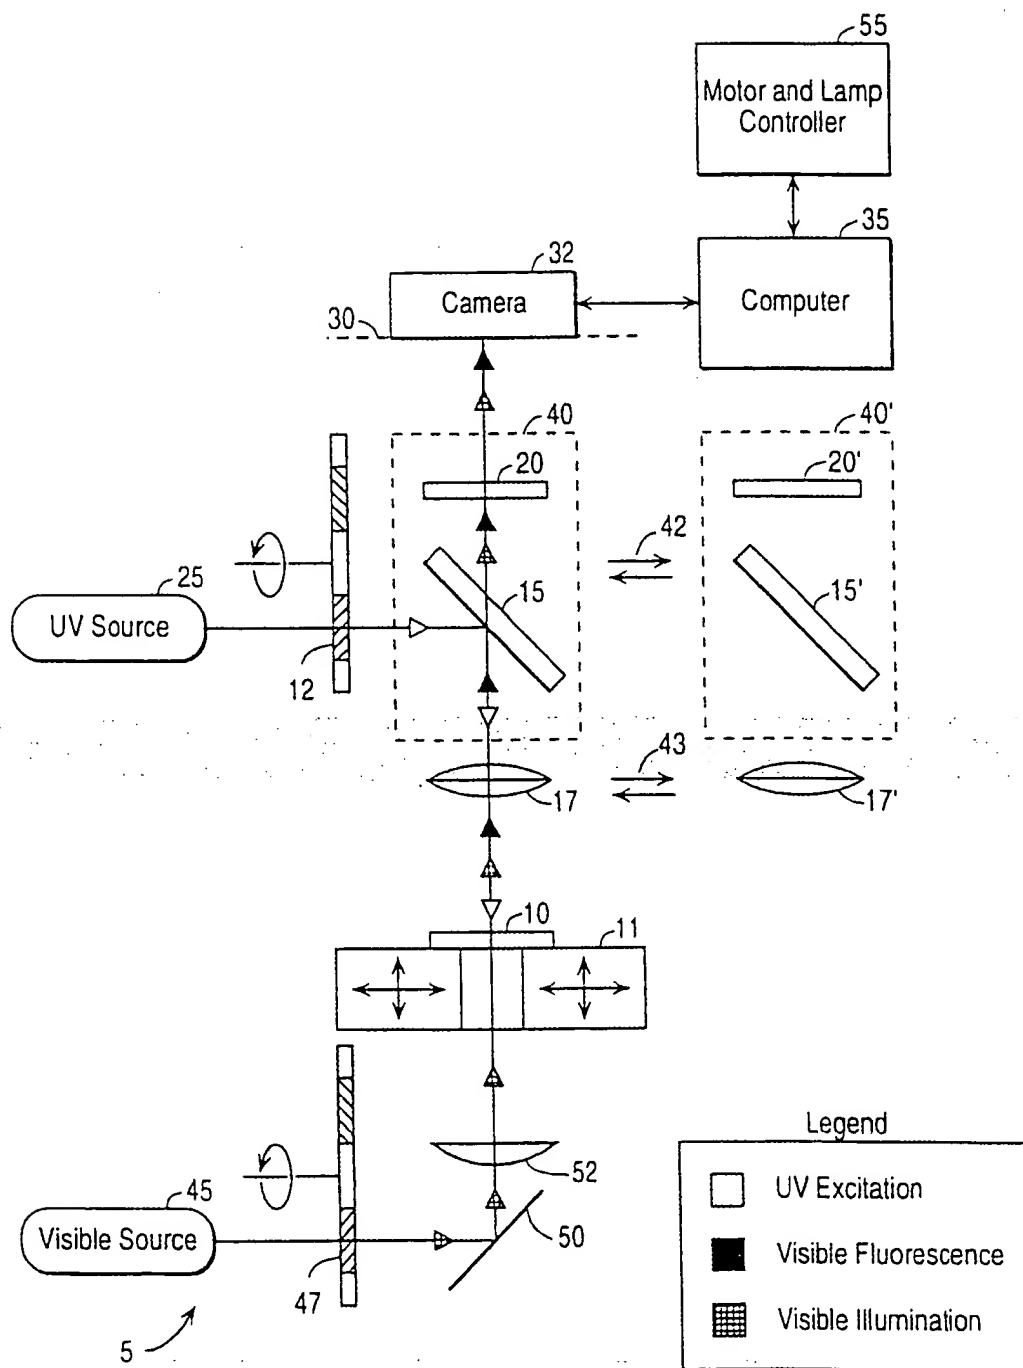 55
Motor and Lamp
Controller
35
Computer
32
Camera
30
40
40'
20
20'
42
25
UV Source
15
15'
12
43
17
17'
10
11
52
45
Visible Source
50
47
5
Legend
UV Excitation
Visible Fluorescence
Visible Illumination